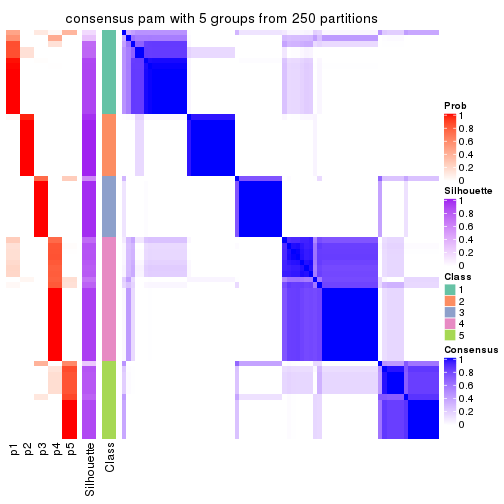 consensus pam with 5 groups from 250 partitions
Prob
1
0.8
0.6
0.4
0.2
0
Silhouette
1
0.8
0.6
0.4
0.2
0
Class
1
2
3
4
5
Consensus
1
0.8
0.6
0.4
0.2
0
p1
p2
p3
p4
p5
Silhouette
Class